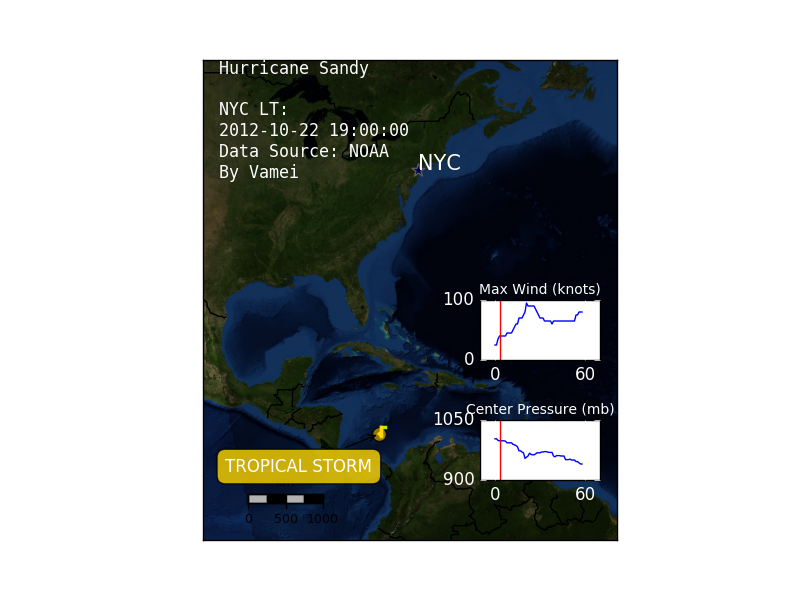 Hurricane Sandy
NYC LT:
2012-10-22 19:00:00
Data Source: NOAA
By Vamei
NYC
Max Wind (knots)
100
0
0 60
Center Pressure (mb)
1050
900
0 60
TROPICAL STORM
0 500 1000